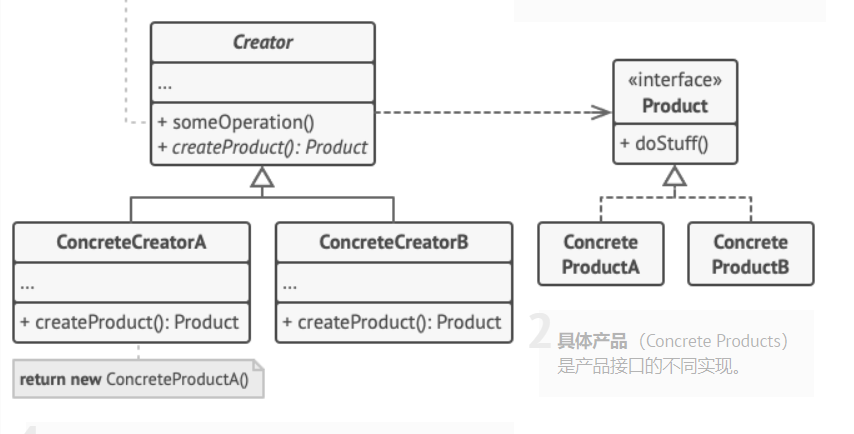 Creator
...
+ someOperation()
+ createProduct(): Product
«interface»
Product
+ doStuff()
ConcreteCreatorA
...
+ createProduct(): Product
ConcreteCreatorB
...
+ createProduct(): Product
Concrete
ProductA
Concrete
ProductB
return new ConcreteProductA()
2
具体产品（Concrete Products）
是产品接口的不同实现。